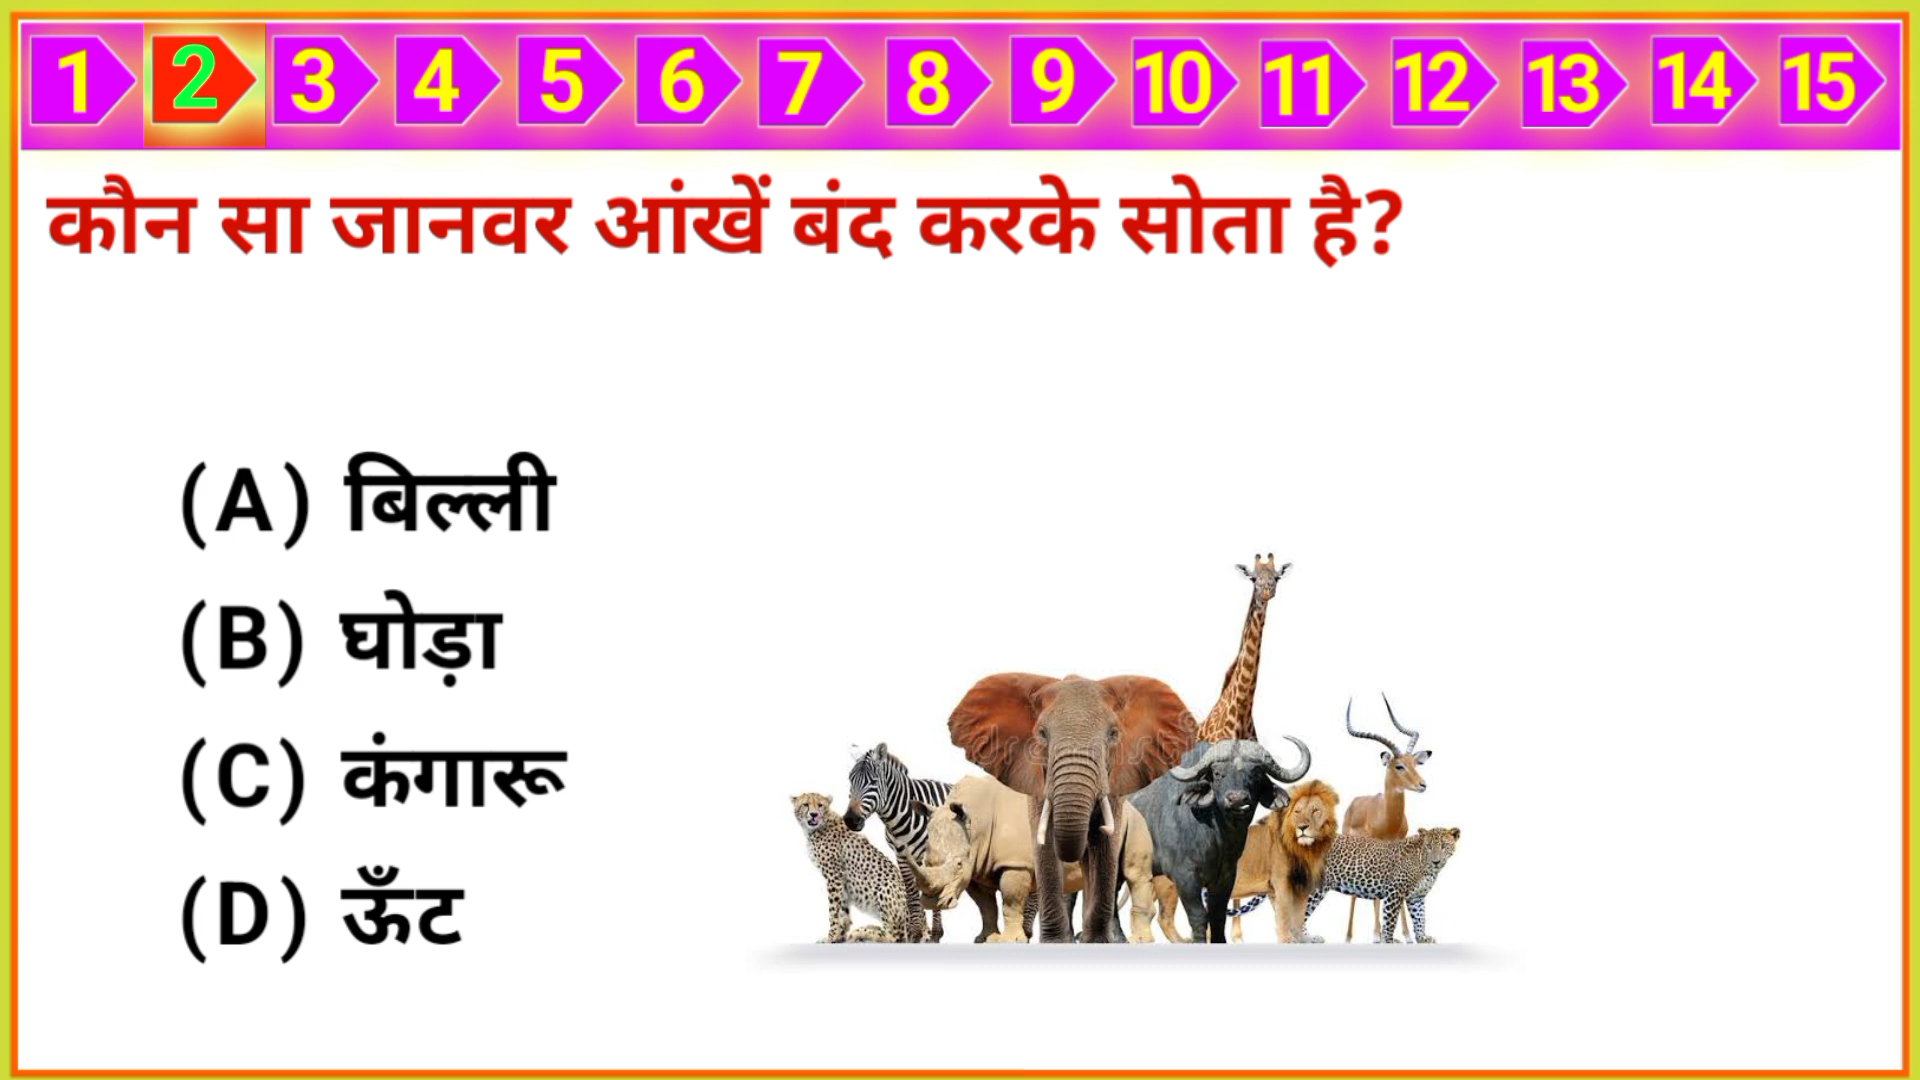 1 2 3 4 5 6 7 8 9 10 11 12 13 14 15
कौन सा जानवर आंखें बंद करके सोता है?
(A) बिल्ली
(B) घोड़ा
(C) कंगारू
(D) ऊँट